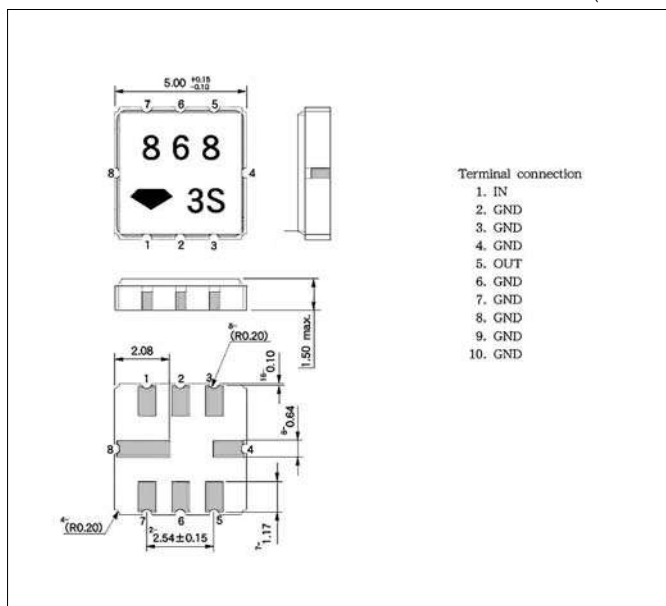 5.00 +0.15 -0.10
7 6 5
868
8 4
3S
1 2 3
Terminal connection
1. IN
2. GND
3. GND
4. GND
5. OUT
6. GND
7. GND
8. GND
9. GND
10. GND
1.50 max.
2.08
8-
(R0.20)
16-0.10
1 2 3
8-0.64
8 4
4-
(R0.20)
7 6 5
2-
2.54±0.15
7-1.17